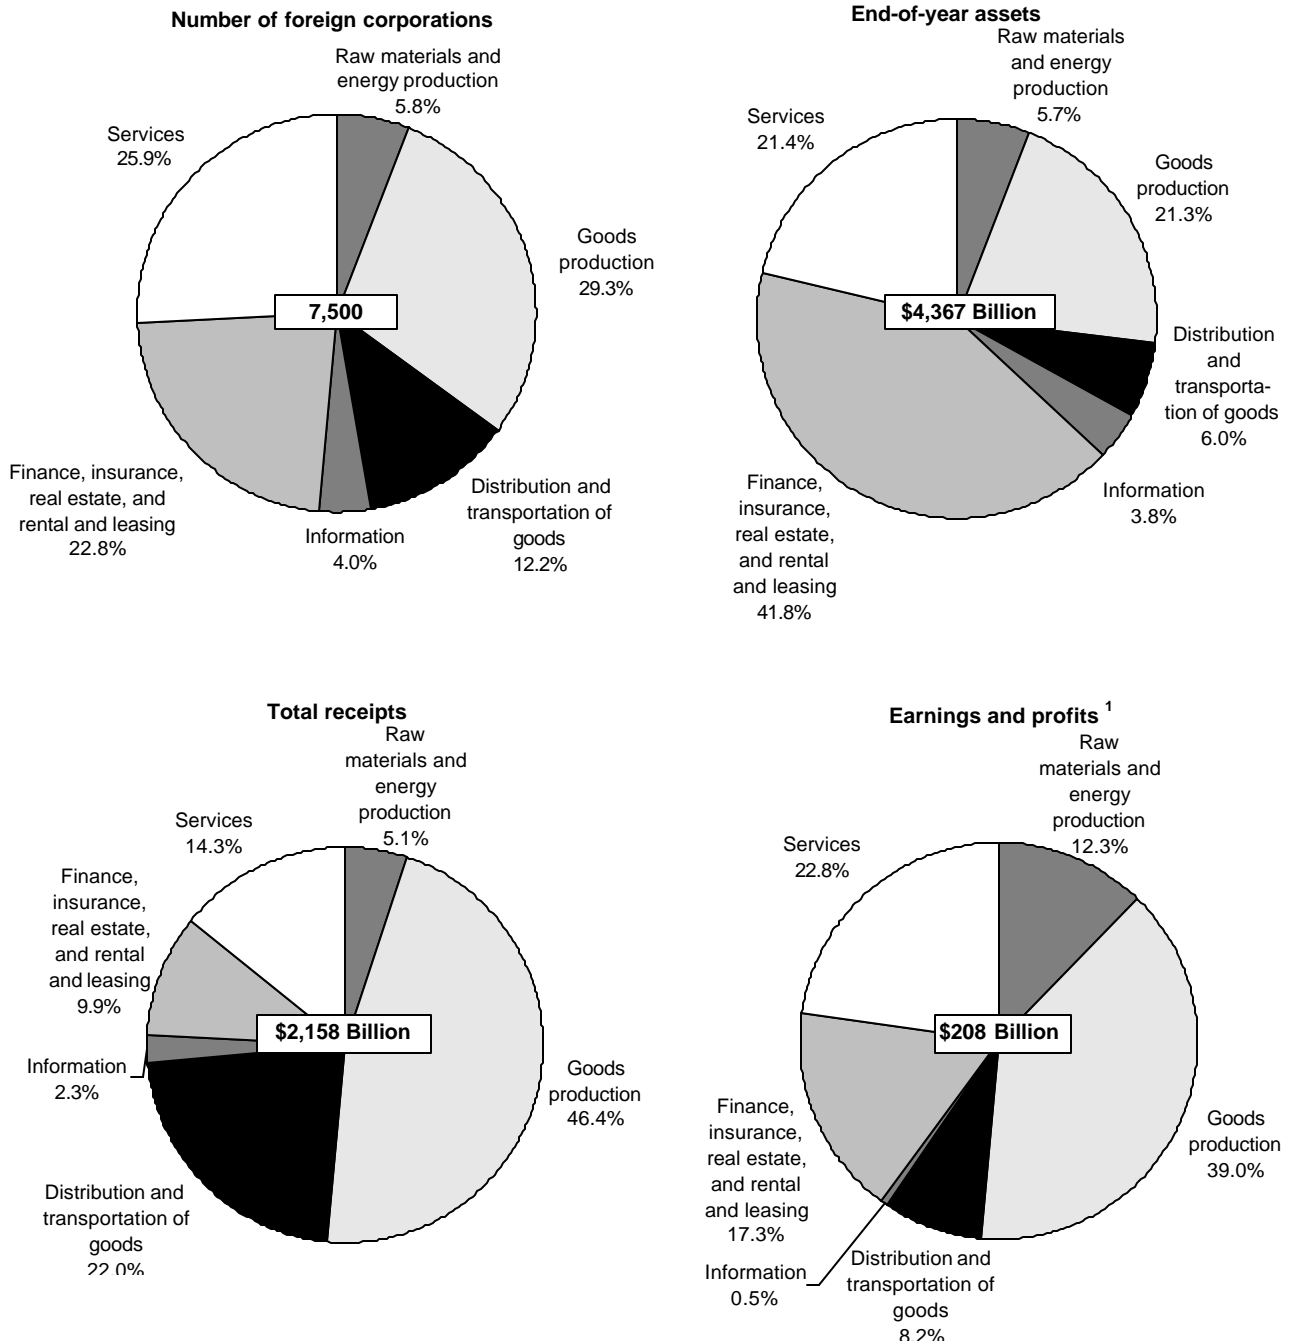 Number of foreign corporations
Raw materials and
energy production
5.8%
Services
25.9%
Goods
production
29.3%
7,500
Finance, insurance,
real estate, and
rental and leasing
22.8%
Information
4.0%
Distribution and
transportation of
goods
12.2%
End-of-year assets
Raw materials
and energy
production
5.7%
Services
21.4%
Goods
production
21.3%
$4,367 Billion
Distribution
and
transporta-
tion of goods
6.0%
Information
3.8%
Finance,
insurance,
real estate,
and rental
and leasing
41.8%
Total receipts
Raw
materials and
energy
production
5.1%
Services
14.3%
Finance,
insurance,
real estate,
and rental
and leasing
9.9%
$2,158 Billion
Information
2.3%
Goods
production
46.4%
Distribution and
transportation of
goods
22.0%
Earnings and profits 1
Raw
materials and
energy
production
12.3%
Services
22.8%
$208 Billion
Goods
production
39.0%
Finance,
insurance,
real estate,
and rental
and leasing
17.3%
Information
0.5%
Distribution and
transportation of
goods
8.2%